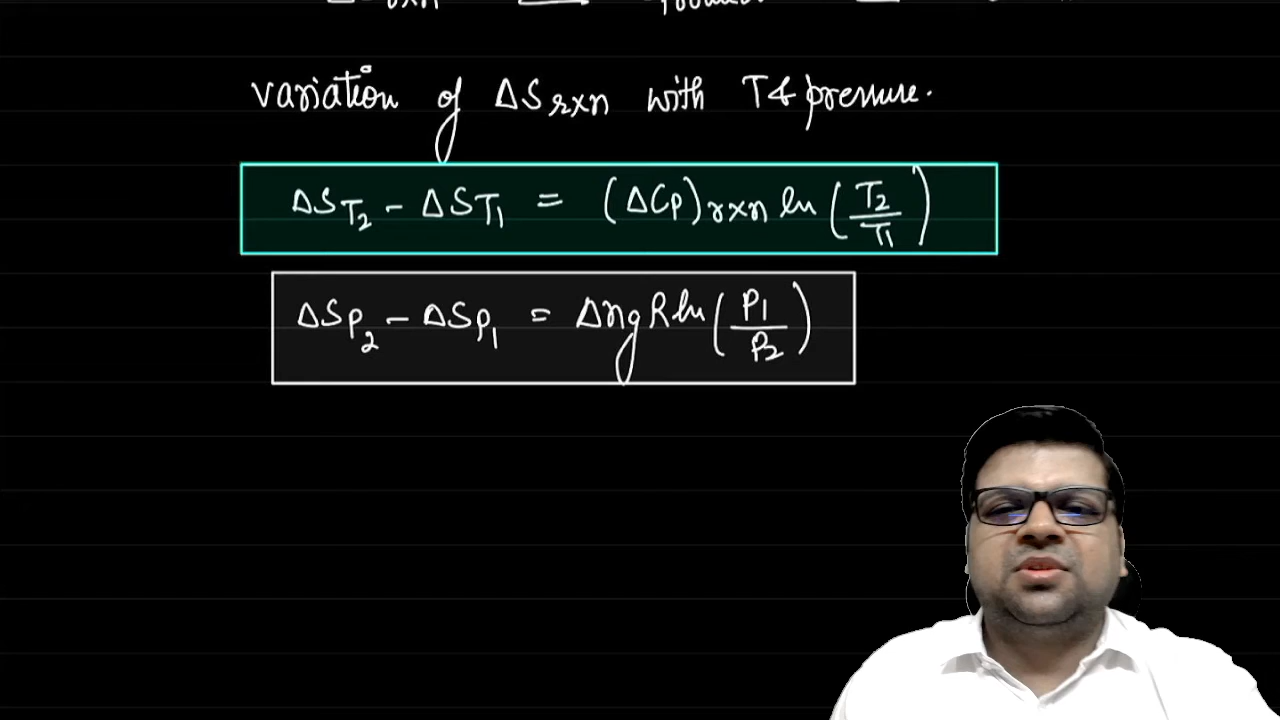 variation of ΔS rxn with T & pressure.
ΔS_T₂ - ΔS_T₁ = (ΔCp)rxn ln (T₂/T₁)
ΔS_P₂ - ΔS_P₁ = Δng R ln (P₁/P₂)